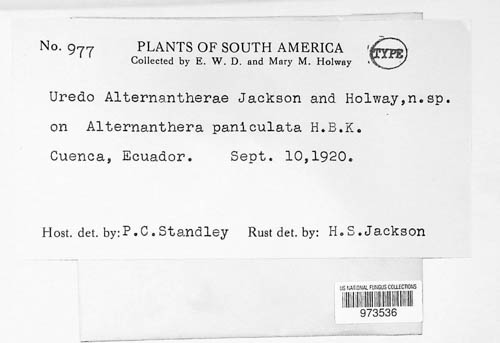 No. 977 PLANTS OF SOUTH AMERICA TYPE
Collected by E. W. D. and Mary M. Holway
Uredo Alternantherae Jackson and Holway,n.sp.
on Alternanthera paniculata H.B.K.
Cuenca, Ecuador. Sept. 10,1920.
Host. det. by:P.C.Standley Rust det. by: H.S.Jackson
US NATIONAL FUNGUS COLLECTIONS
973536